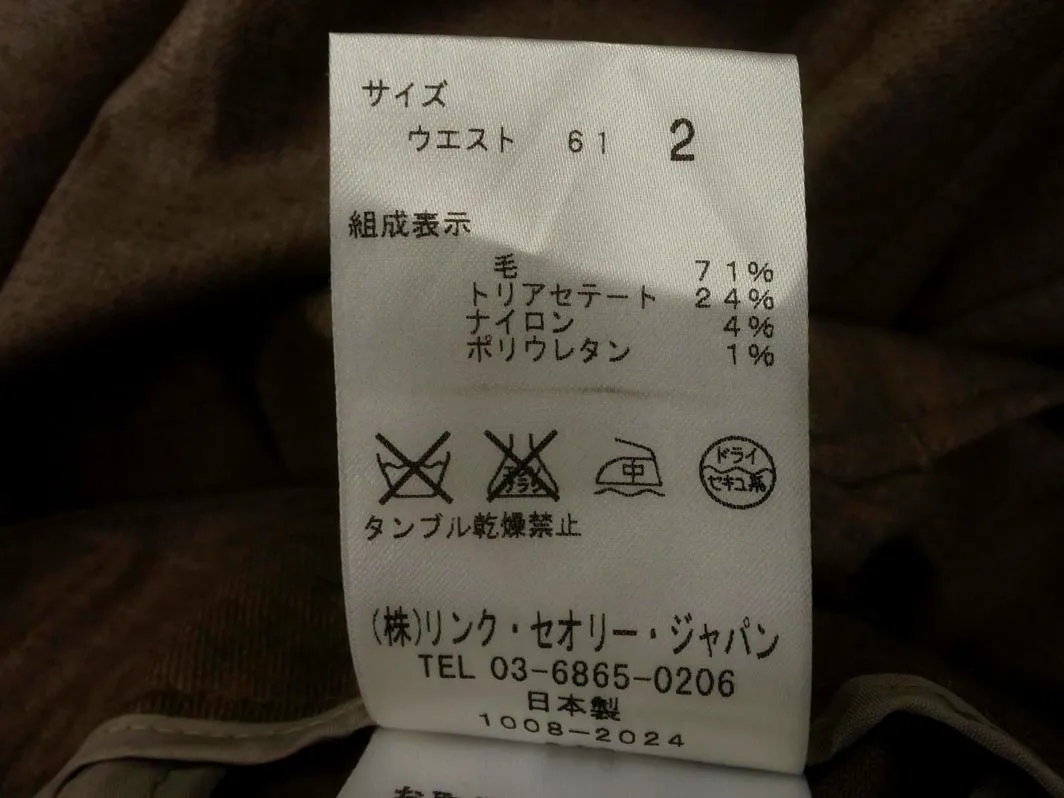 サイズ
ウエスト 61 2
組成表示
毛 71%
トリアセテート 24%
ナイロン 4%
ポリウレタン 1%
中
ドライ
セキユ系
タンブル乾燥禁止
(株)リンク・セオリー・ジャパン
TEL 03-6865-0206
日本製
1008-2024